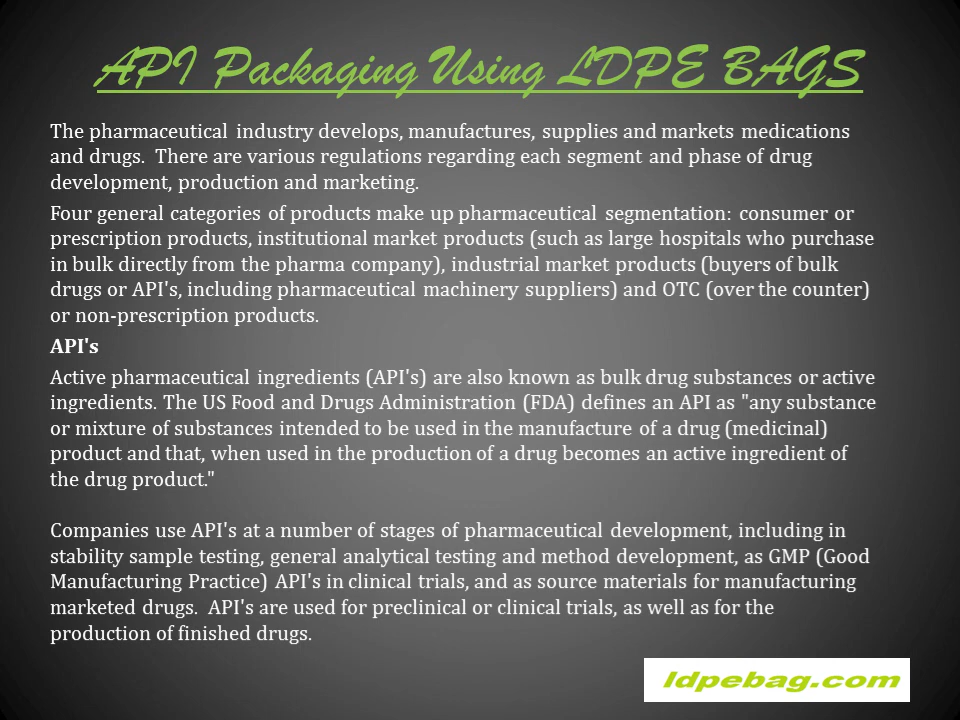 API Packaging Using LDPE BAGS
The pharmaceutical industry develops, manufactures, supplies and markets medications
and drugs.  There are various regulations regarding each segment and phase of drug
development, production and marketing.
Four general categories of products make up pharmaceutical segmentation: consumer or
prescription products, institutional market products (such as large hospitals who purchase
in bulk directly from the pharma company), industrial market products (buyers of bulk
drugs or API's, including pharmaceutical machinery suppliers) and OTC (over the counter)
or non-prescription products.
API's
Active pharmaceutical ingredients (API's) are also known as bulk drug substances or active
ingredients. The US Food and Drugs Administration (FDA) defines an API as "any substance
or mixture of substances intended to be used in the manufacture of a drug (medicinal)
product and that, when used in the production of a drug becomes an active ingredient of
the drug product."
Companies use API's at a number of stages of pharmaceutical development, including in
stability sample testing, general analytical testing and method development, as GMP (Good
Manufacturing Practice) API's in clinical trials, and as source materials for manufacturing
marketed drugs.  API's are used for preclinical or clinical trials, as well as for the
production of finished drugs.
ldpebag.com